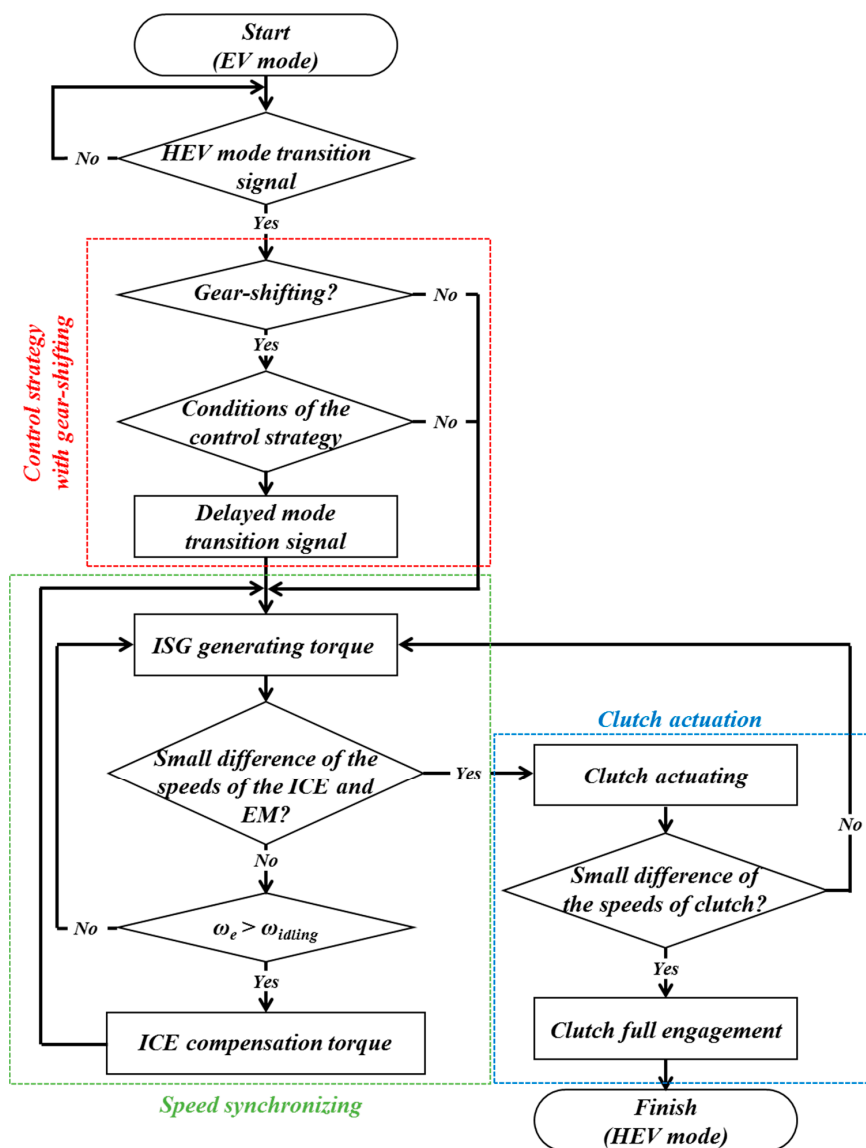 Start
(EV mode)
No
HEV mode transition
signal
Yes
Control strategy
with gear-shifting
Gear-shifting?
No
Yes
Conditions of the
control strategy
No
Delayed mode
transition signal
ISG generating torque
Small difference of the
speeds of the ICE and
EM?
Yes
No
No
ωe > ωidling
Yes
ICE compensation torque
Speed synchronizing
Clutch actuation
Clutch actuating
No
Small difference of
the speeds of clutch?
Yes
Clutch full engagement
Finish
(HEV mode)